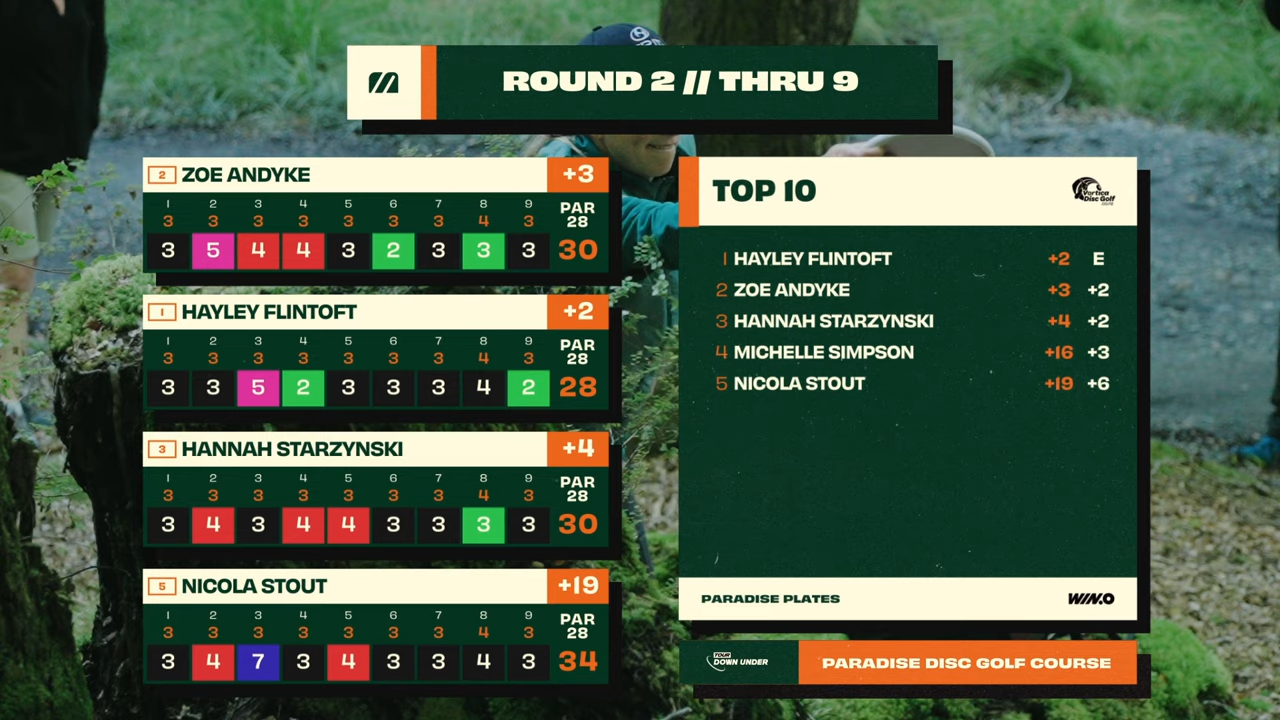 ROUND 2 // THRU 9
2 ZOE ANDYKE +3
1 2 3 4 5 6 7 8 9 PAR
3 3 3 3 3 3 3 4 3 28
3 5 4 4 3 2 3 3 3 30
1 HAYLEY FLINTOFT +2
1 2 3 4 5 6 7 8 9 PAR
3 3 3 3 3 3 3 4 3 28
3 3 5 2 3 3 3 4 2 28
3 HANNAH STARZYNSKI +4
1 2 3 4 5 6 7 8 9 PAR
3 3 3 3 3 3 3 4 3 28
3 4 3 4 4 3 3 3 3 30
5 NICOLA STOUT +19
1 2 3 4 5 6 7 8 9 PAR
3 3 3 3 3 3 3 4 3 28
3 4 7 3 4 3 3 4 3 34
TOP 10
Vortica
Disc Golf
1 HAYLEY FLINTOFT +2 E
2 ZOE ANDYKE +3 +2
3 HANNAH STARZYNSKI +4 +2
4 MICHELLE SIMPSON +16 +3
5 NICOLA STOUT +19 +6
PARADISE PLATES
WIN.O
TOUR
DOWN UNDER
PARADISE DISC GOLF COURSE